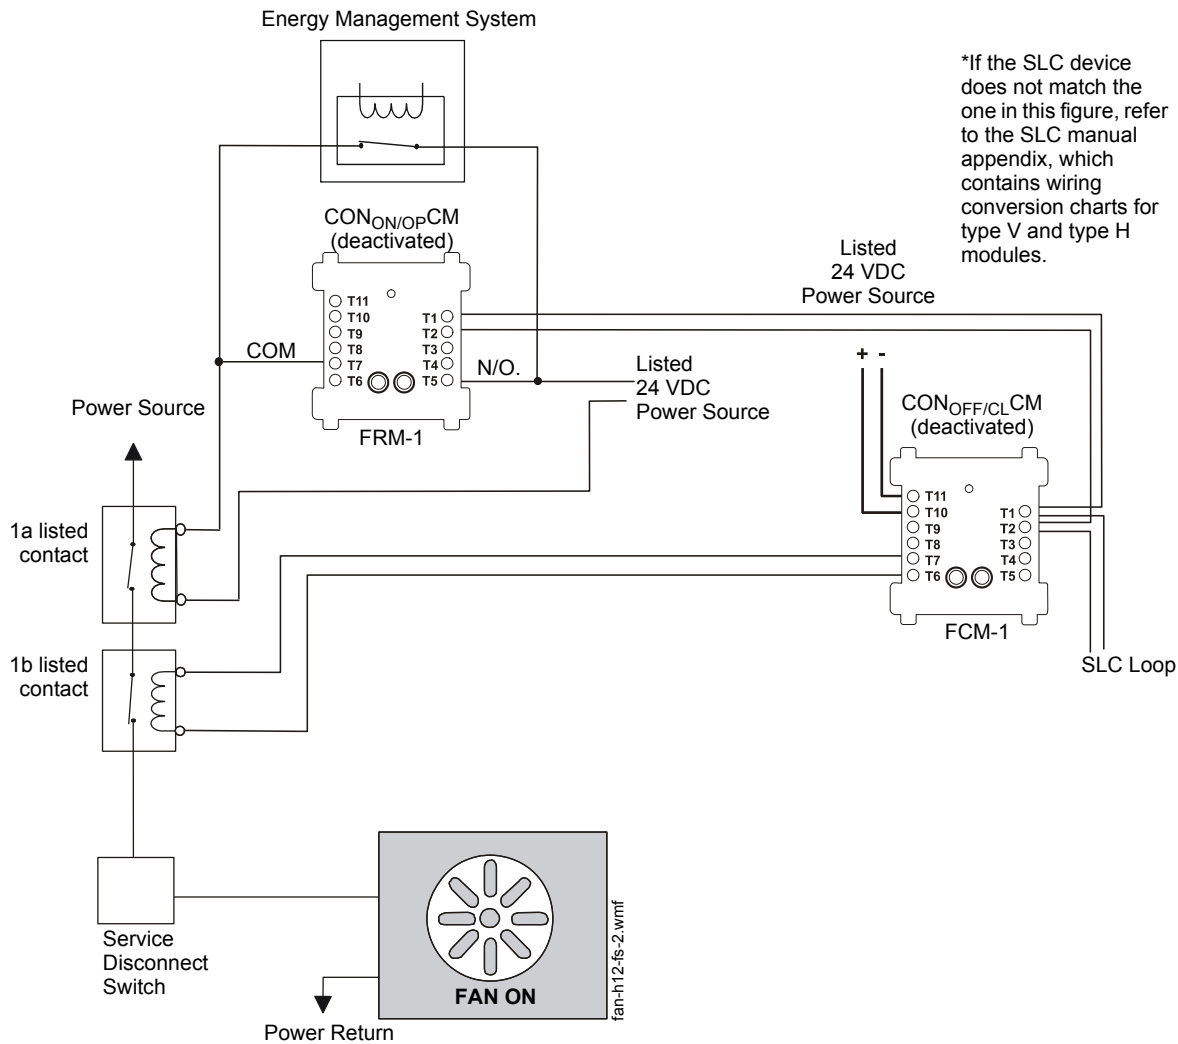 Energy Management System
*If the SLC device
does not match the
one in this figure, refer
to the SLC manual
appendix, which
contains wiring
conversion charts for
type V and type H
modules.
CONON/OPCM
(deactivated)
T11
T10
T9
T8
T7
T6
T1
T2
T3
T4
T5
COM
N/O.
FRM-1
Listed
24 VDC
Power Source
Listed
24 VDC
Power Source
+ -
CONOFF/CLCM
(deactivated)
T11
T10
T9
T8
T7
T6
T1
T2
T3
T4
T5
FCM-1
SLC Loop
Power Source
1a listed
contact
1b listed
contact
Service
Disconnect
Switch
FAN ON
fan-h12-fs-2.wmf
Power Return